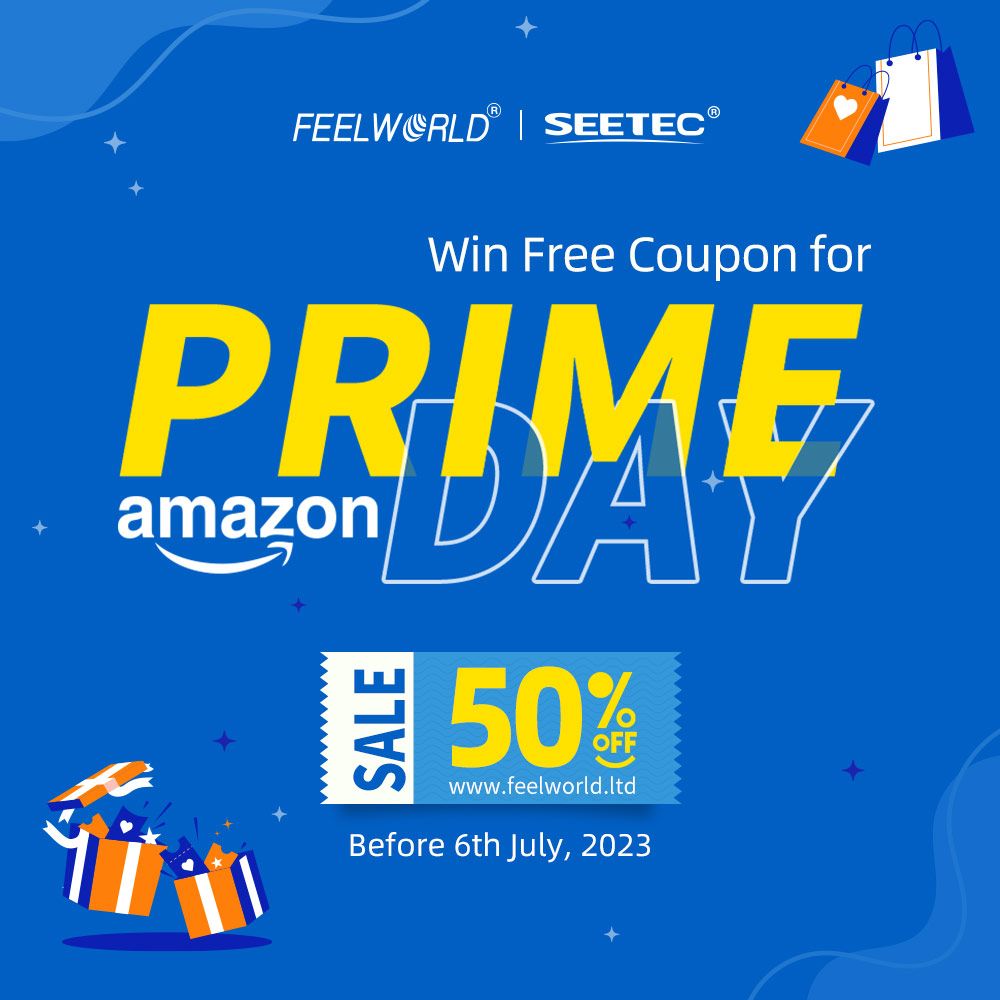 FEELWORLD® | SEETEC®
Win Free Coupon for
PRIME
amazon DAY
SALE
50% OFF
www.feelworld.ltd
Before 6th July, 2023